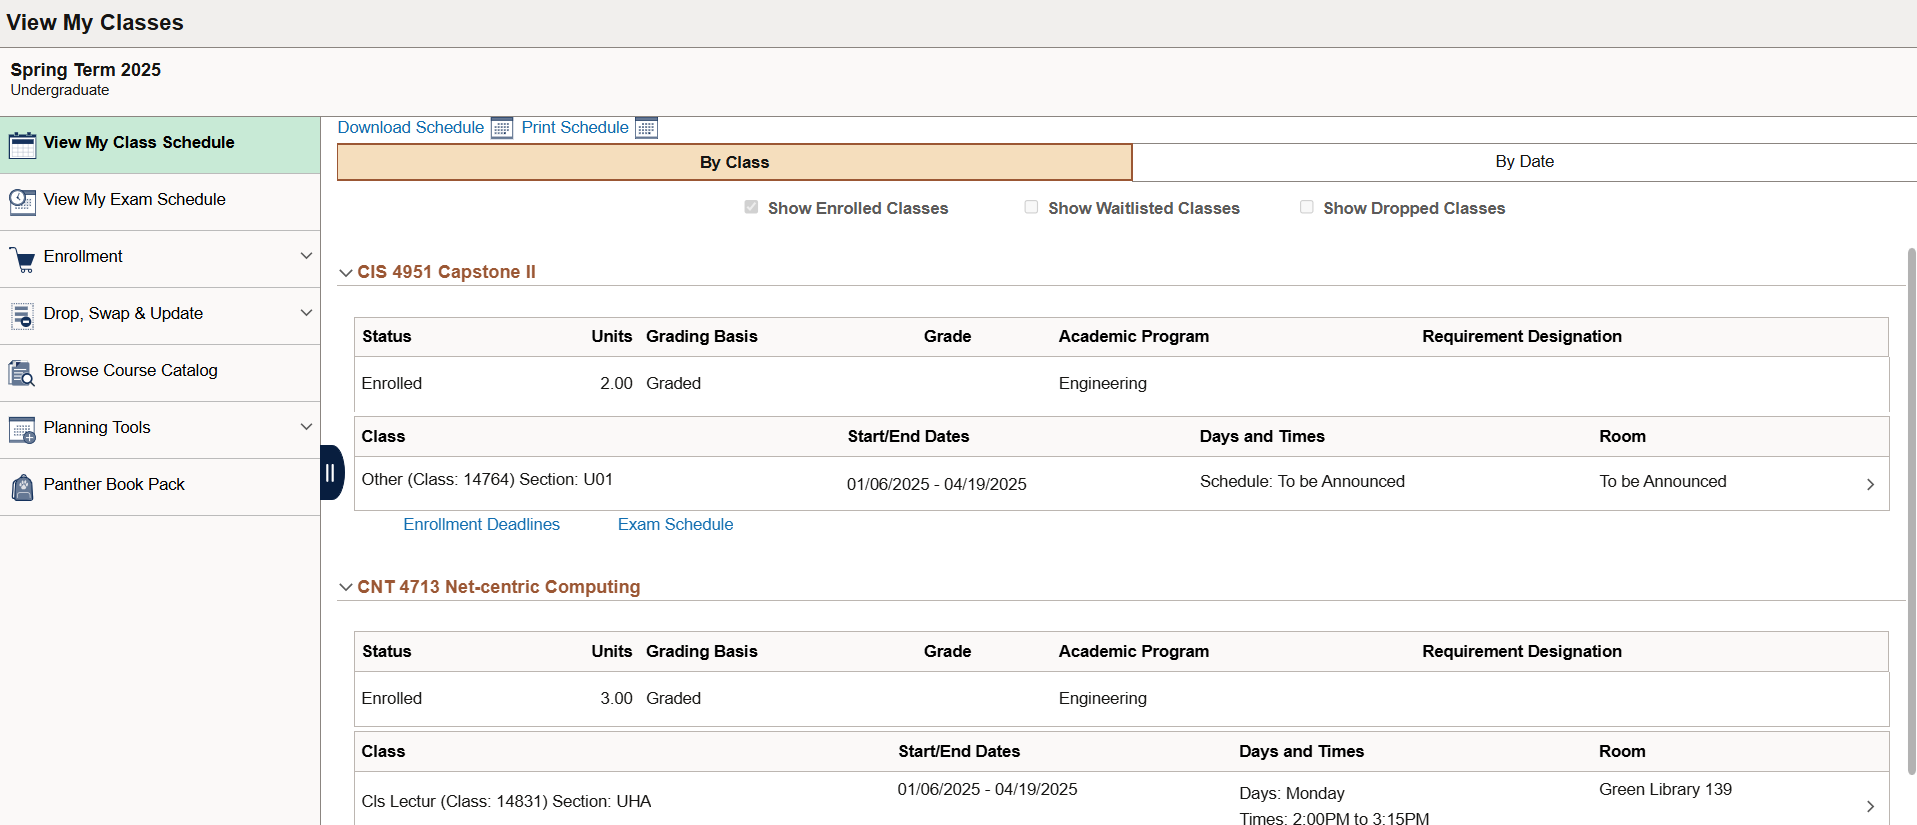 View My Classes
Spring Term 2025
Undergraduate
View My Class Schedule
View My Exam Schedule
Enrollment
Drop, Swap & Update
Browse Course Catalog
Planning Tools
Panther Book Pack
Download Schedule Print Schedule
By Class By Date
Show Enrolled Classes Show Waitlisted Classes Show Dropped Classes
CIS 4951 Capstone II
Status Units Grading Basis Grade Academic Program Requirement Designation
Enrolled 2.00 Graded Engineering
Class Start/End Dates Days and Times Room
Other (Class: 14764) Section: U01 01/06/2025 - 04/19/2025 Schedule: To be Announced To be Announced
Enrollment Deadlines Exam Schedule
CNT 4713 Net-centric Computing
Status Units Grading Basis Grade Academic Program Requirement Designation
Enrolled 3.00 Graded Engineering
Class Start/End Dates Days and Times Room
Cls Lectur (Class: 14831) Section: UHA 01/06/2025 - 04/19/2025 Days: Monday Green Library 139
Times: 2:00PM to 3:15PM